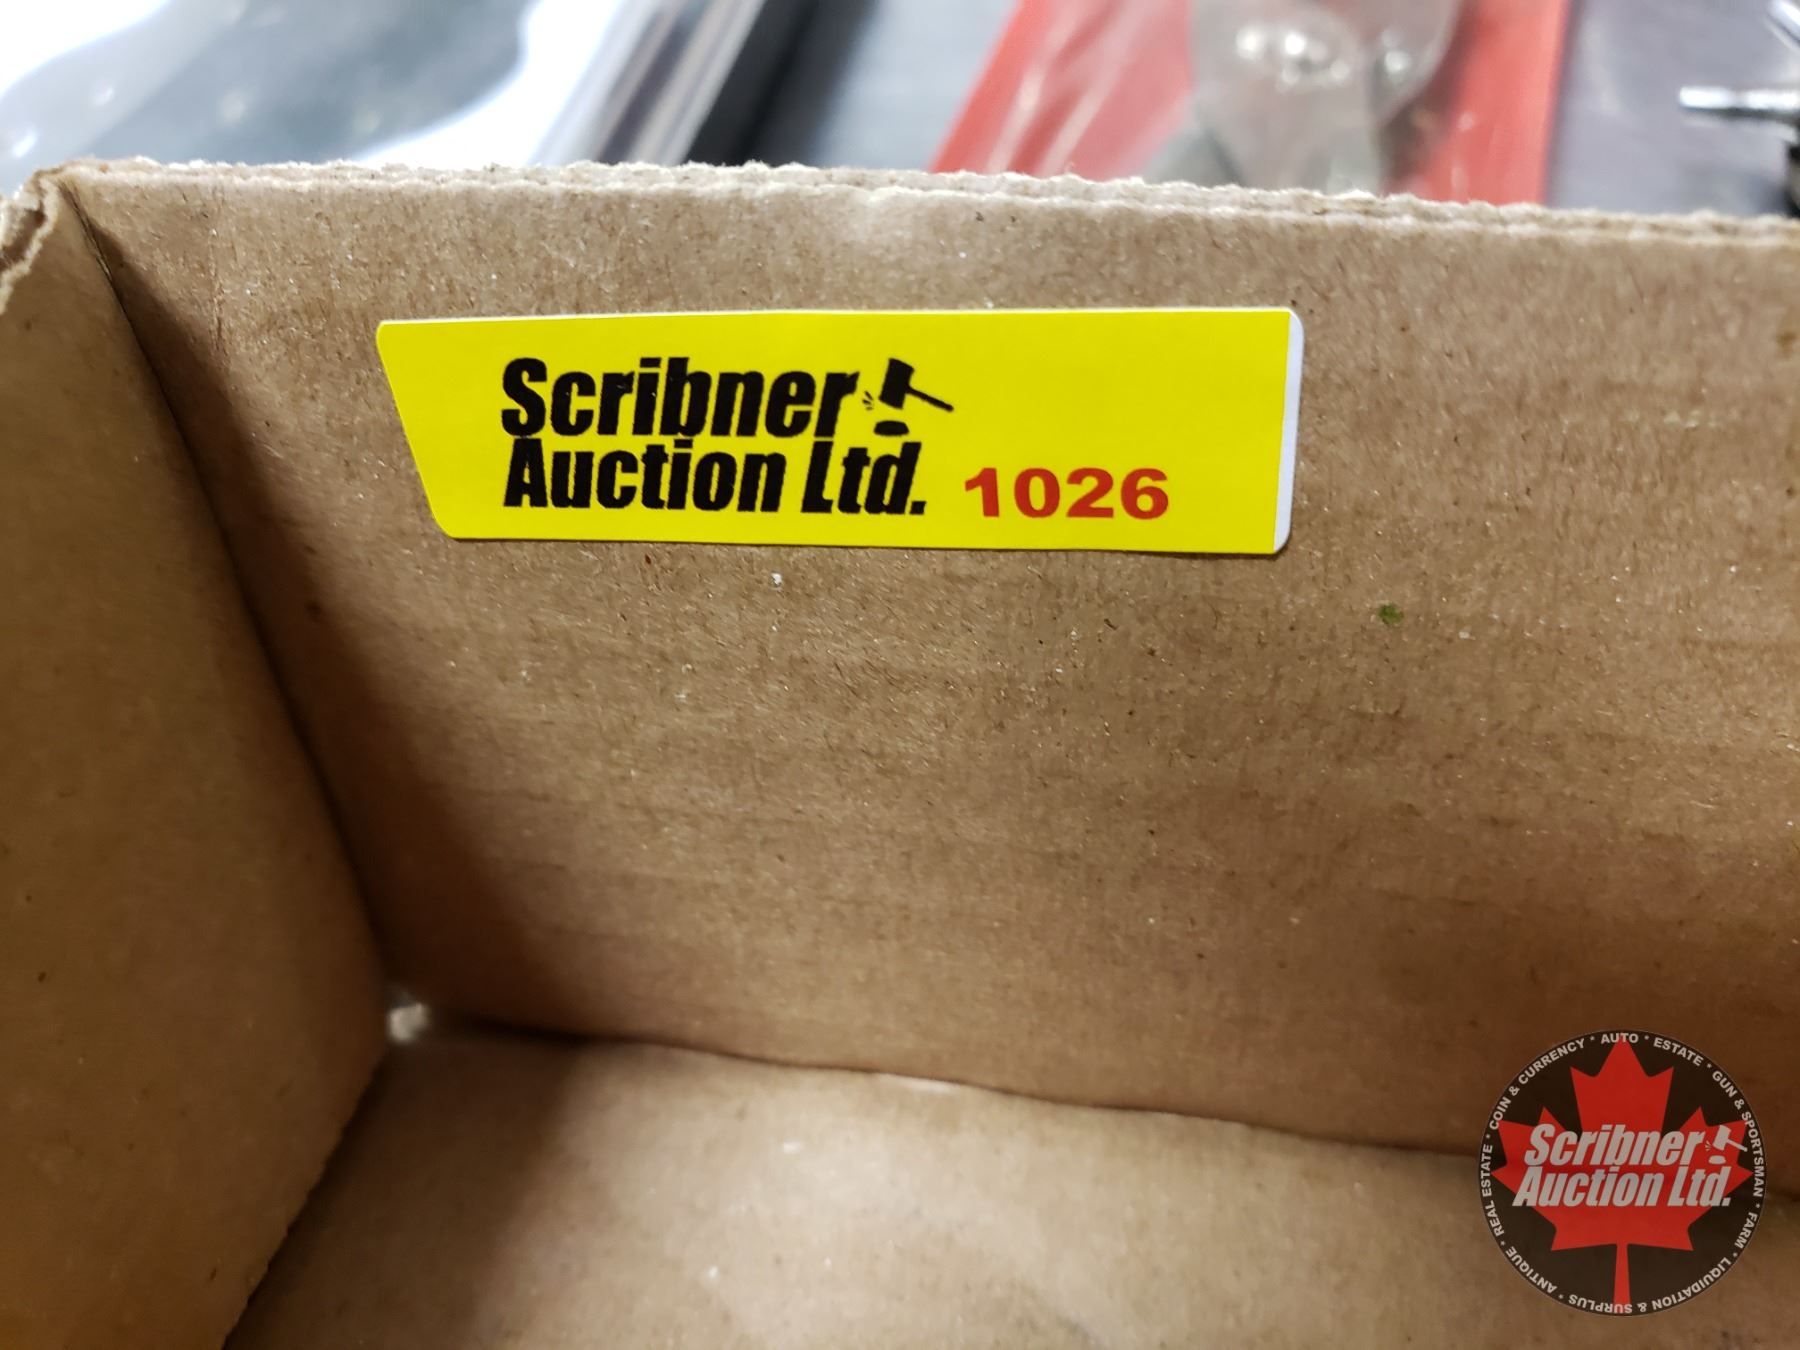 Scribner
Auction Ltd. 1026
COIN & CURRENCY * AUTO * ESTATE * GUN & SPORTSMAN * FARM * LIQUIDATION & SURPLUS * ANTIQUE * REAL ESTATE *
Scribner
Auction Ltd.